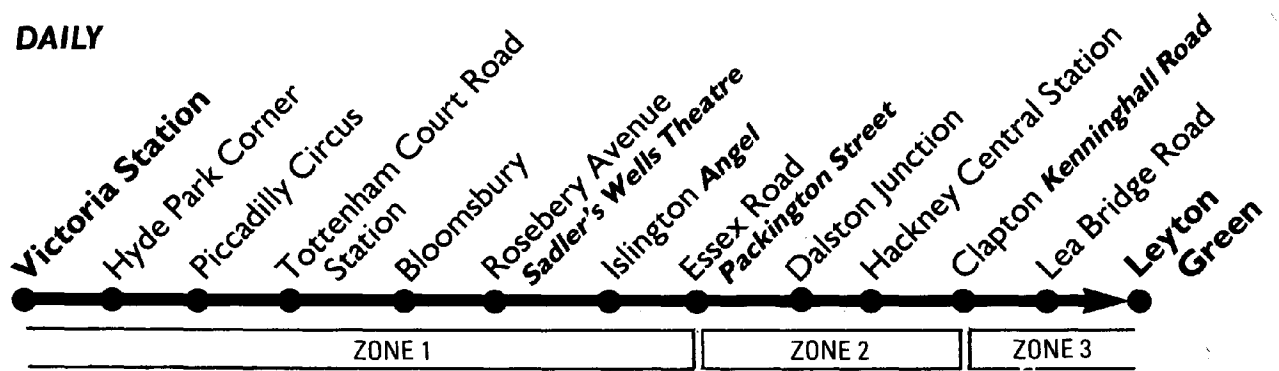 DAILY
Victoria Station
Hyde Park Corner
Piccadilly Circus
Tottenham Court Road
Station
Bloomsbury
Rosebery Avenue
Sadler's Wells Theatre
Islington Angel
Essex Road
Packington Street
Dalston Junction
Hackney Central Station
Clapton Kenninghall Road
Lea Bridge Road
Leyton
Green
ZONE 1
ZONE 2
ZONE 3